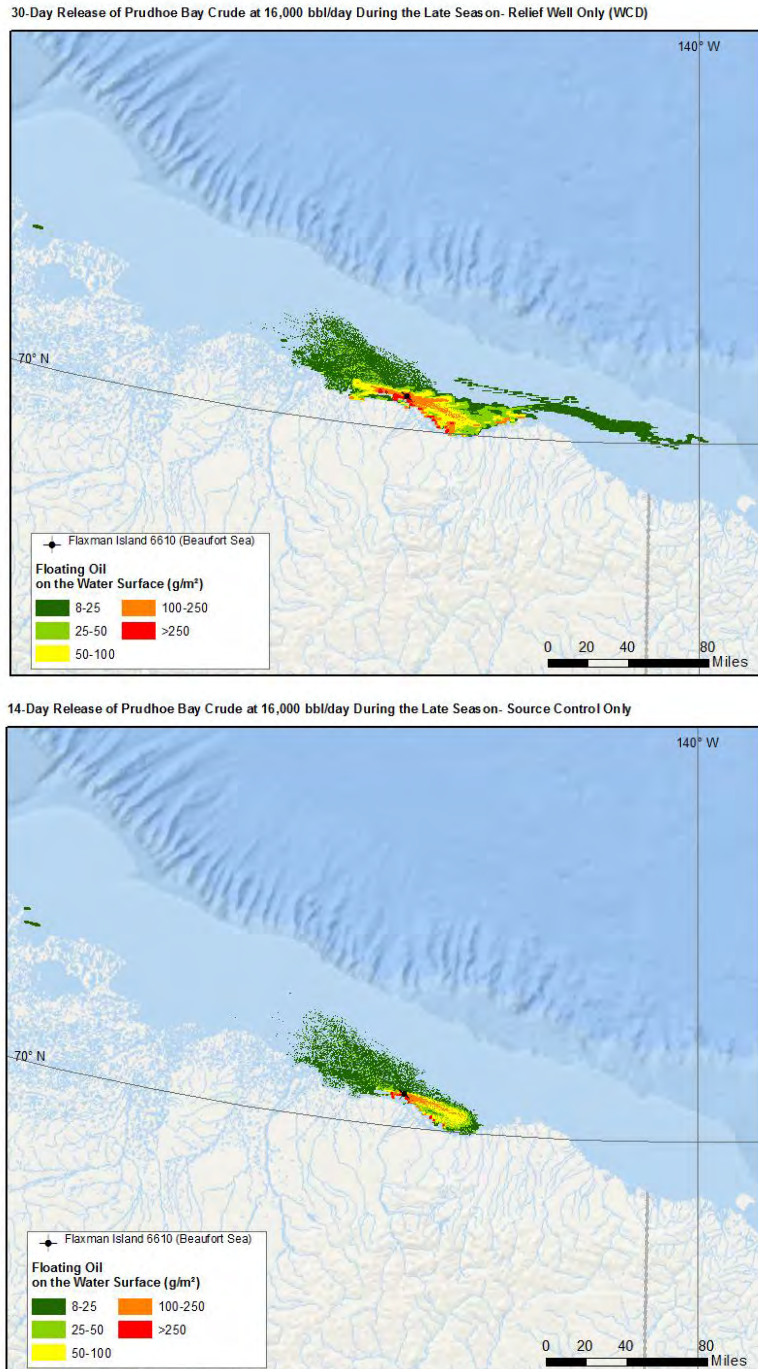 30-Day Release of Prudhoe Bay Crude at 16,000 bbl/day During the Late Season- Relief Well Only (WCD)
140° W
70° N
Flaxman Island 6610 (Beaufort Sea)
Floating Oil
on the Water Surface (g/m²)
8-25 100-250
25-50 >250
50-100
0 20 40 80
Miles
14-Day Release of Prudhoe Bay Crude at 16,000 bbl/day During the Late Season- Source Control Only
140° W
70° N
Flaxman Island 6610 (Beaufort Sea)
Floating Oil
on the Water Surface (g/m²)
8-25 100-250
25-50 >250
50-100
0 20 40 80
Miles